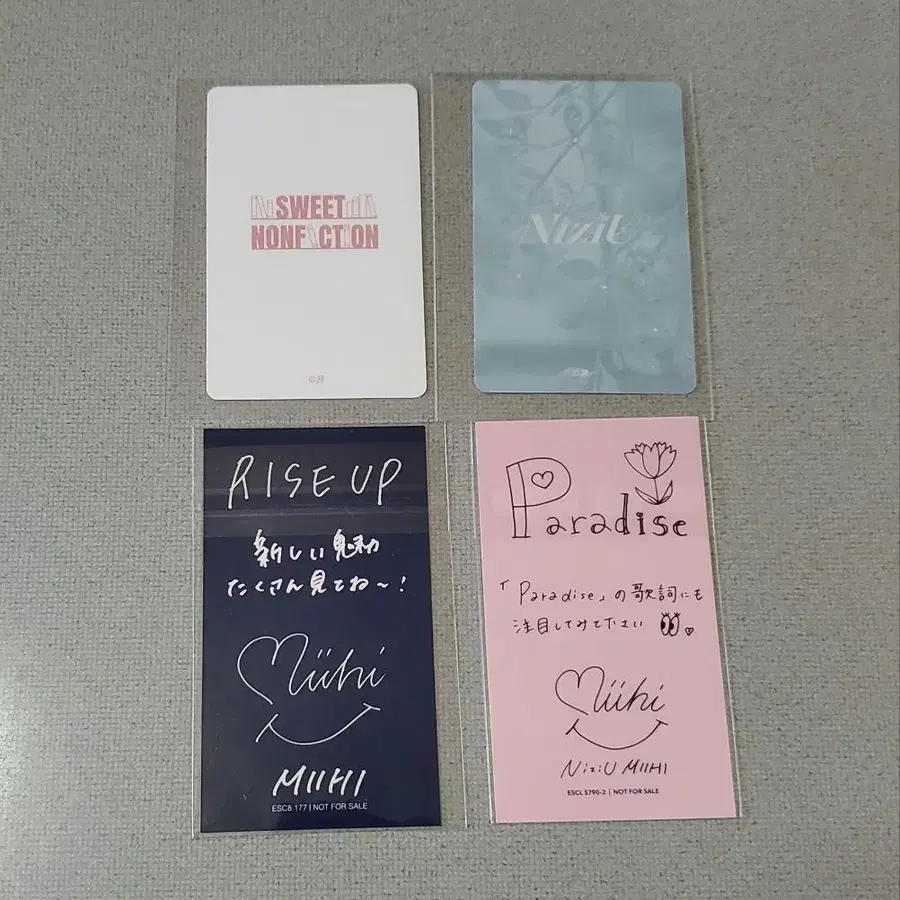 SWEET
NONFICTION
NiziU
RISE UP
新しい魅力
たくさん見てね〜!
Miihi
MIIHI
ESC8 177 | NOT FOR SALE
Paradise
「Paradise」の歌詞にも
注目してみて下さい
Miihi
NiziU MIIHI
ESCL 5790-2 | NOT FOR SALE